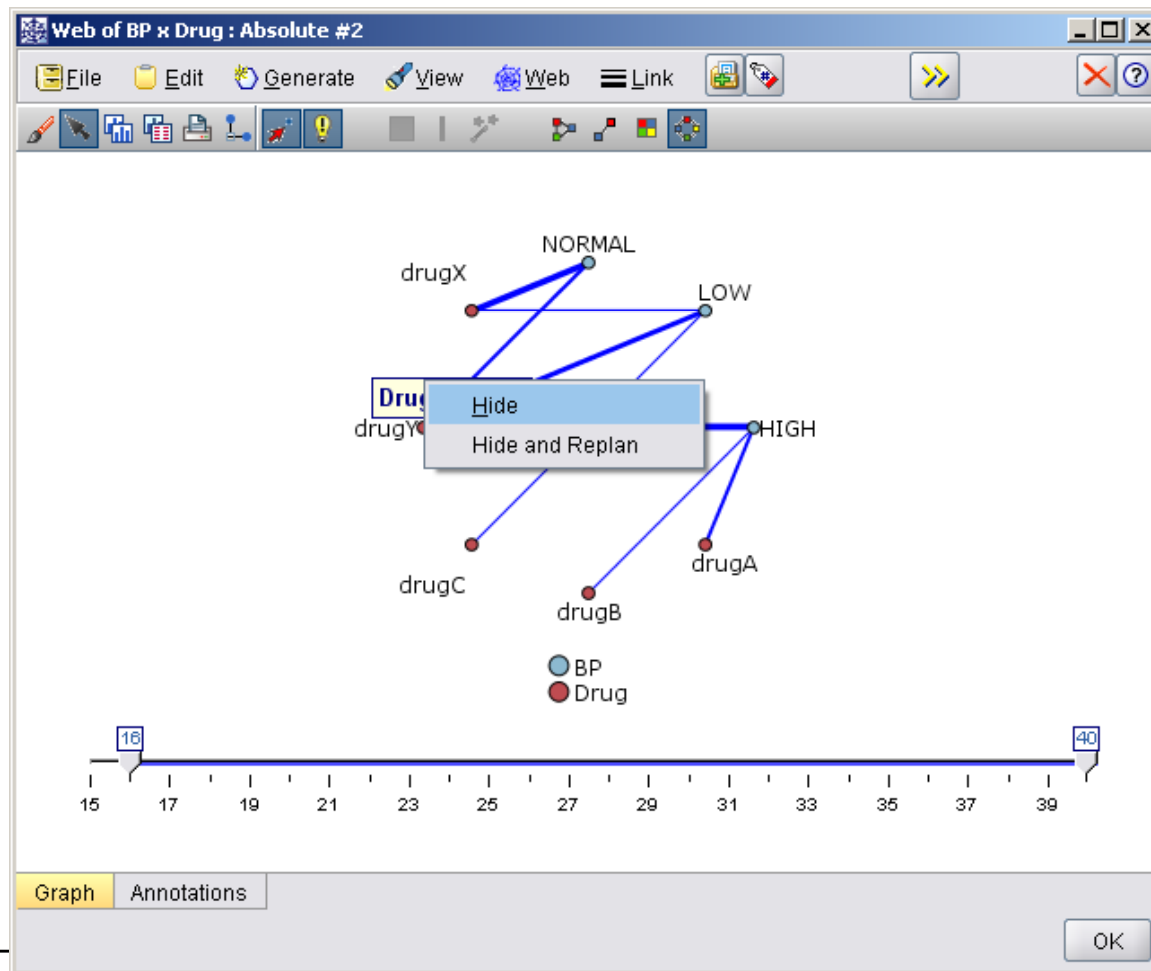 Web of BP x Drug : Absolute #2
File Edit Generate View Web Link
NORMAL
drugX
LOW
Drug
Hide
drugY
HIGH
Hide and Replan
drugA
drugC
drugB
BP
Drug
16 40
15 17 19 21 23 25 27 29 31 33 35 37 39
Graph Annotations
OK